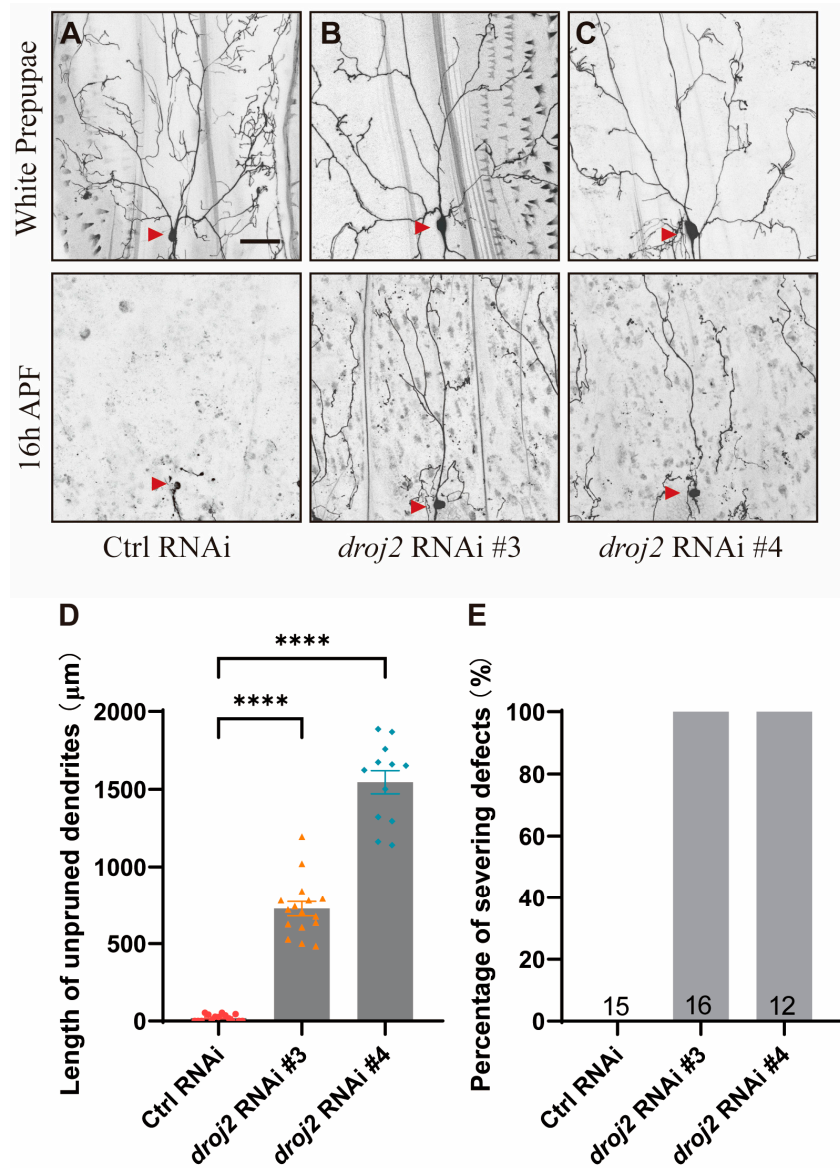 A
B
C
White Prepupae
16h APF
Ctrl RNAi
droj2 RNAi #3
droj2 RNAi #4
D
****
****
Length of unpruned dendrites (μm)
2000
1500
1000
500
0
Ctrl RNAi
droj2 RNAi #3
droj2 RNAi #4
E
Percentage of severing defects (%)
100
80
60
40
20
0
15
16
12
Ctrl RNAi
droj2 RNAi #3
droj2 RNAi #4